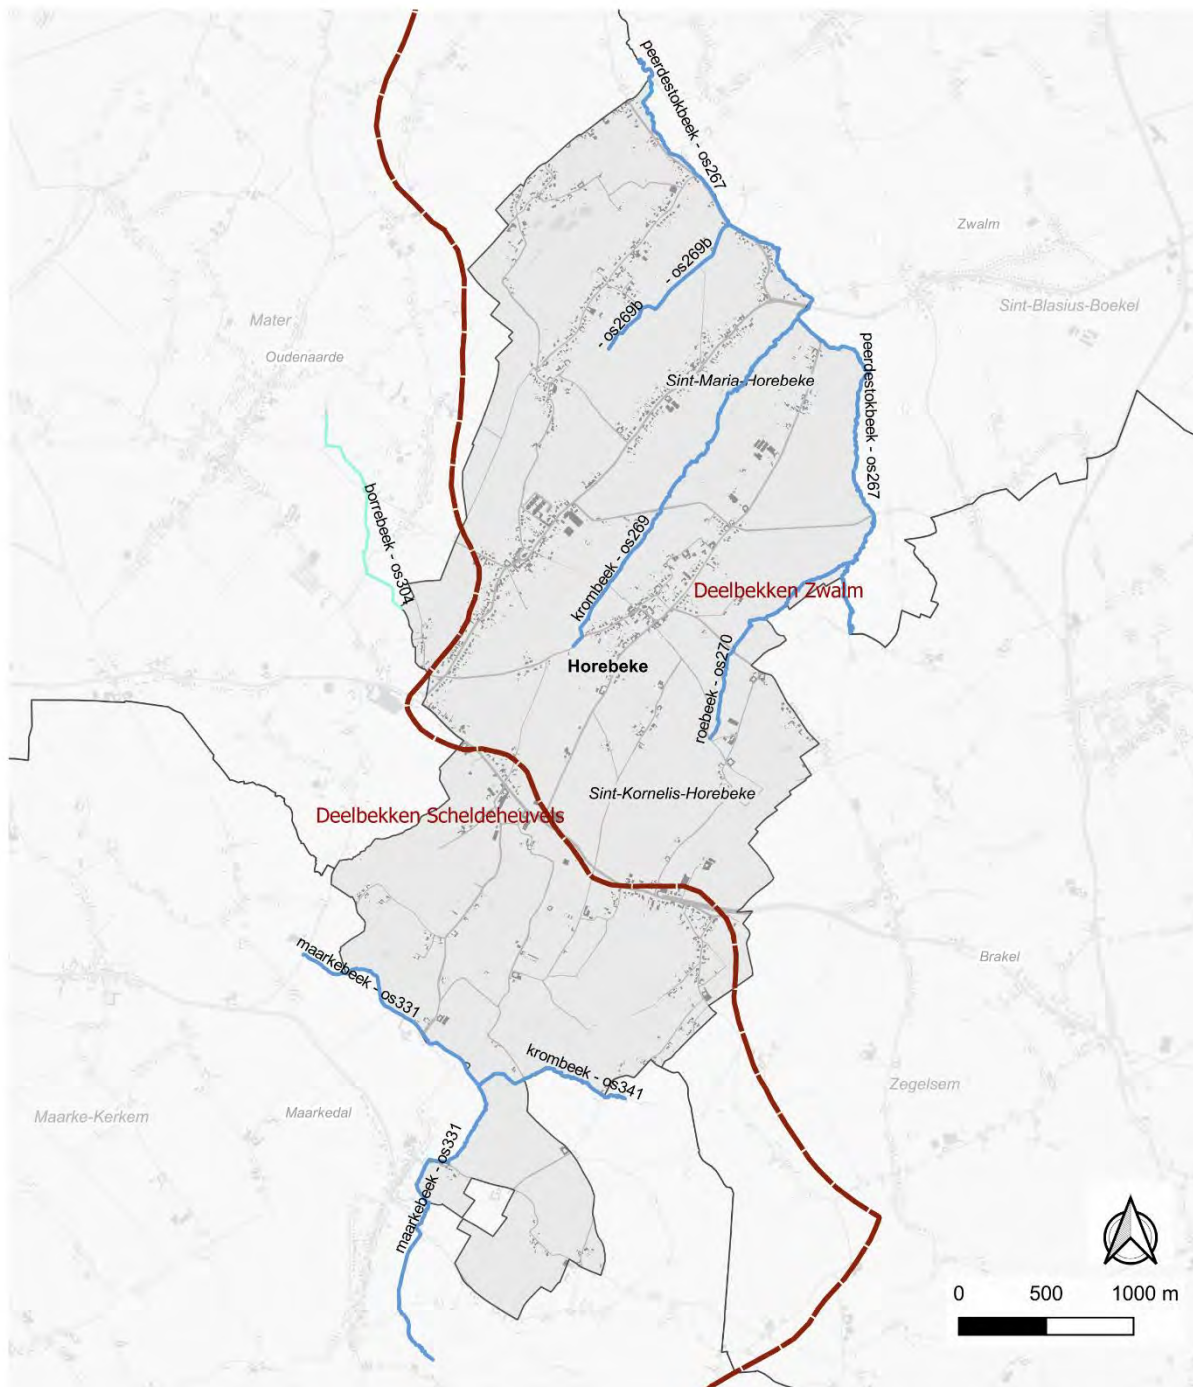 peerdestokbeek - os267
Zwalm
- os269b
- os269b
Sint-Blasius-Boekel
Mater
Oudenaarde
peerdestokbeek - os267
Sint-Maria-Horebeke
borrebeek - os304
krombeek - os269
Deelbekken Zwalm
Horebeke
roebeek - os270
Sint-Kornelis-Horebeke
Deelbekken Scheldeheuvels
maarkebeek - os331
Brakel
krombeek - os341
Zegelsem
Maarke-Kerkem
Maarkedal
maarkebeek - os331
0 500 1000 m